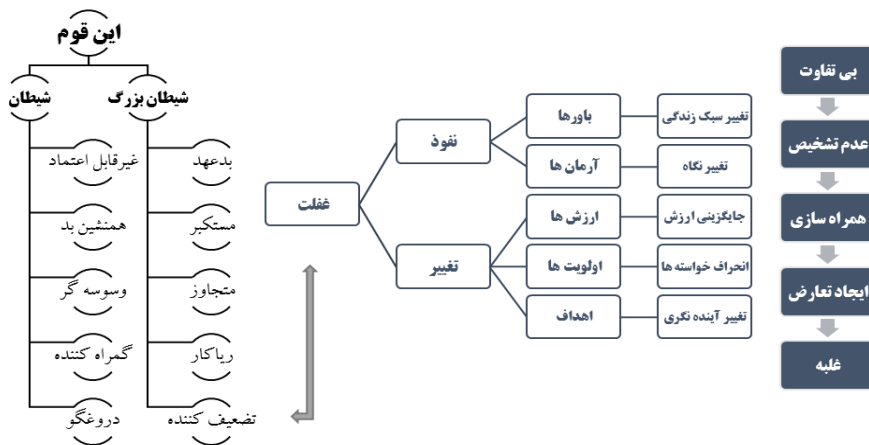 این قوم
شیطان بزرگ
بدعهد
مستکبر
متجاوز
ریاکار
تضعیف کننده
شیطان
غیرقابل اعتماد
همنشین بد
وسوسه گر
گمراه کننده
دروغگو
غفلت
نفوذ
باورها
تغییر سبک زندگی
آرمان ها
تغییر نگاه
تغییر
ارزش ها
جایگزینی ارزش
اولویت ها
انحراف خواسته ها
اهداف
تغییر آینده نگری
بی تفاوت
عدم تشخیص
همراه سازی
ایجاد تعارض
غلبه